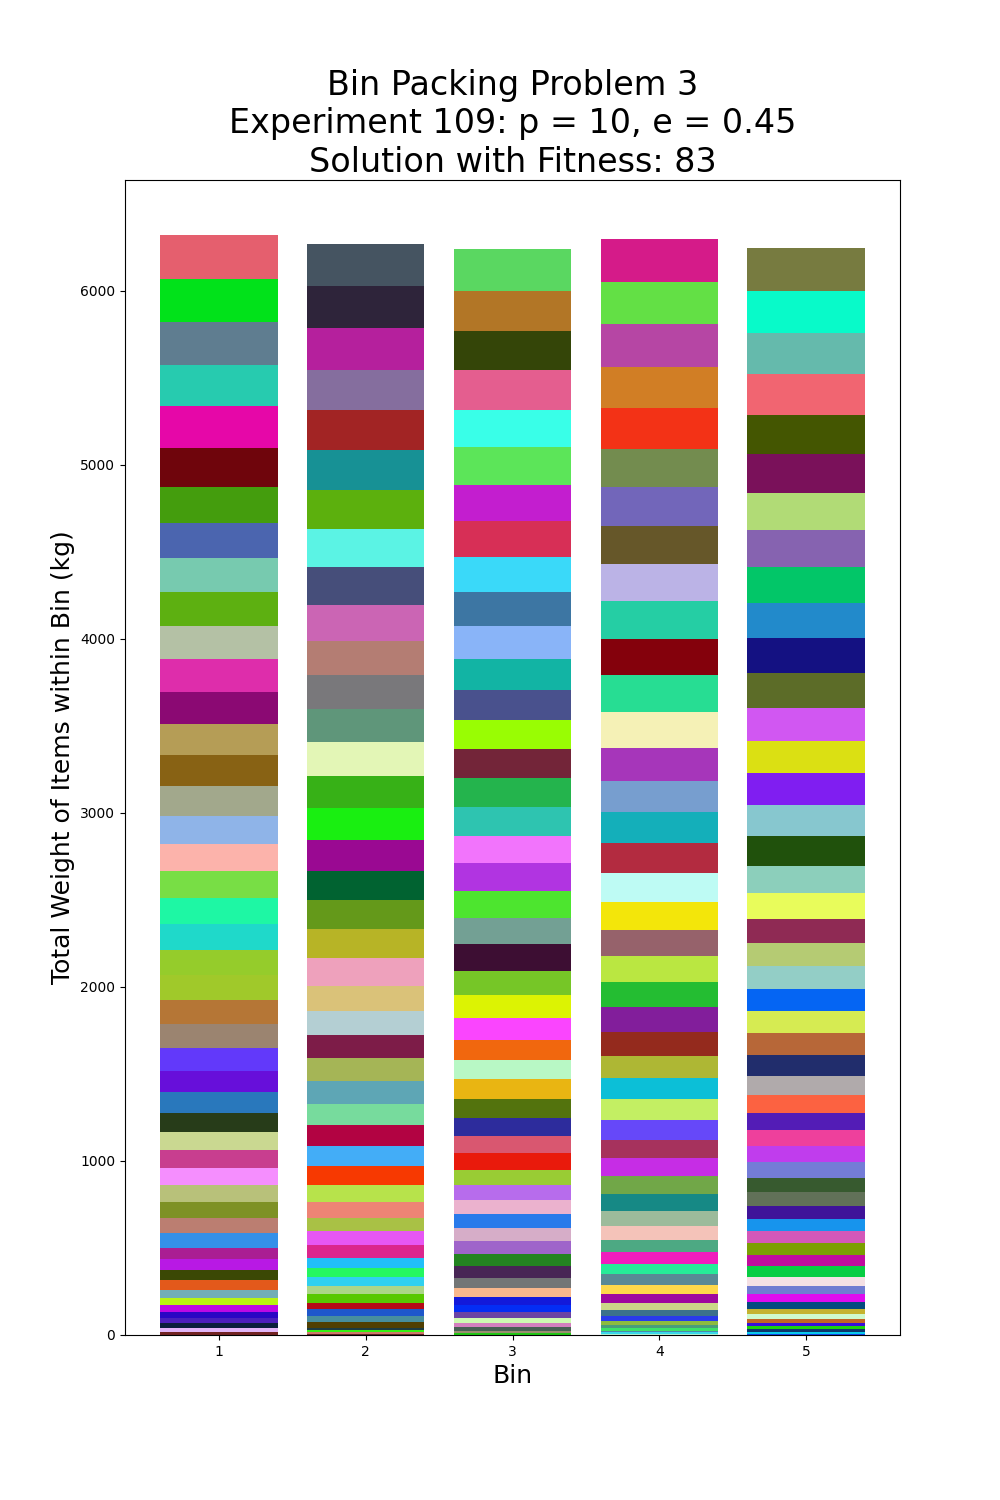 Bin Packing Problem 3
Experiment 109: p = 10, e = 0.45
Solution with Fitness: 83
Total Weight of Items within Bin (kg)
6000
5000
4000
3000
2000
1000
0
1 2 3 4 5
Bin